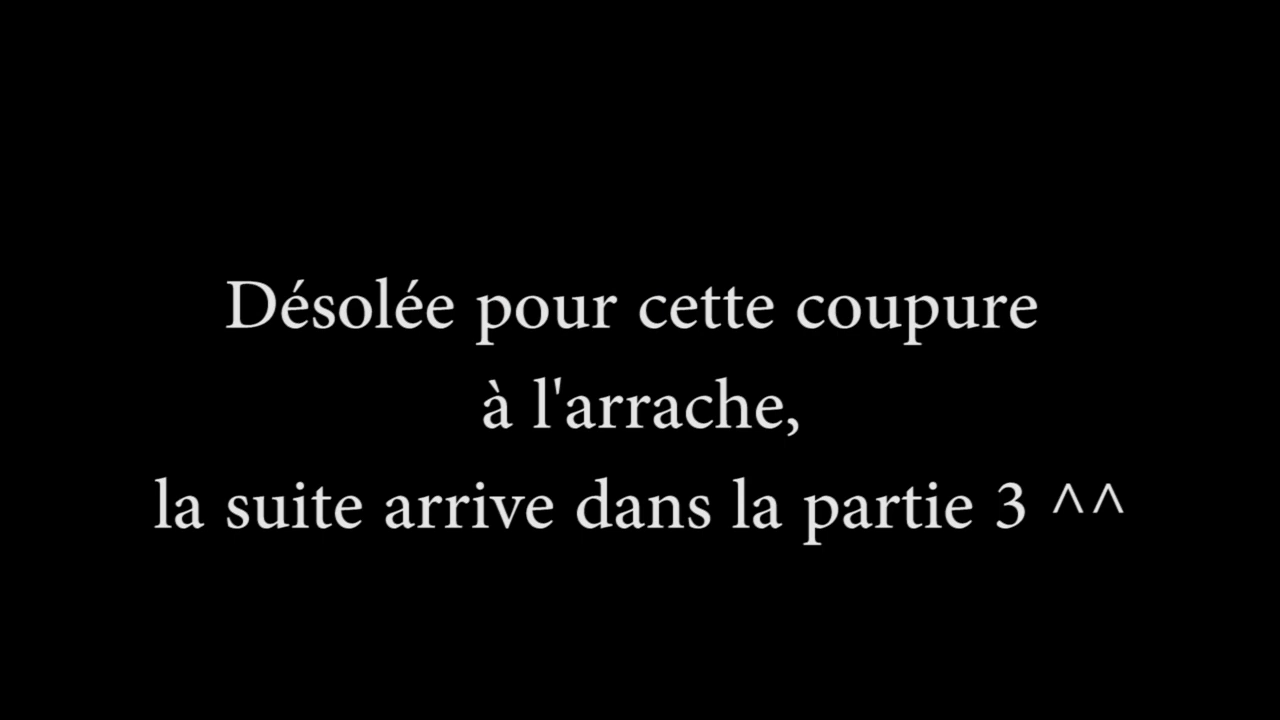 Désolée pour cette coupure
à l'arrache,
la suite arrive dans la partie 3 ^^